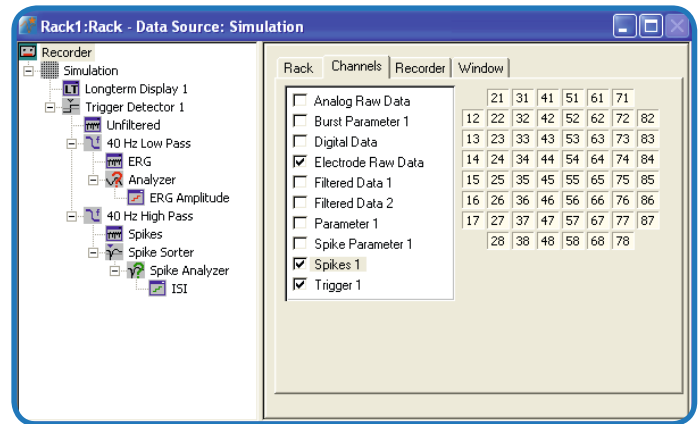 Rack1:Rack - Data Source: Simulation
Recorder
Simulation
LT Longterm Display 1
Trigger Detector 1
Unfiltered
40 Hz Low Pass
ERG
Analyzer
ERG Amplitude
40 Hz High Pass
Spikes
Spike Sorter
Spike Analyzer
ISI
Rack Channels Recorder Window
Analog Raw Data
Burst Parameter 1
Digital Data
Electrode Raw Data
Filtered Data 1
Filtered Data 2
Parameter 1
Spike Parameter 1
Spikes 1
Trigger 1
21 31 41 51 61 71
12 22 32 42 52 62 72 82
13 23 33 43 53 63 73 83
14 24 34 44 54 64 74 84
15 25 35 45 55 65 75 85
16 26 36 46 56 66 76 86
17 27 37 47 57 67 77 87
28 38 48 58 68 78